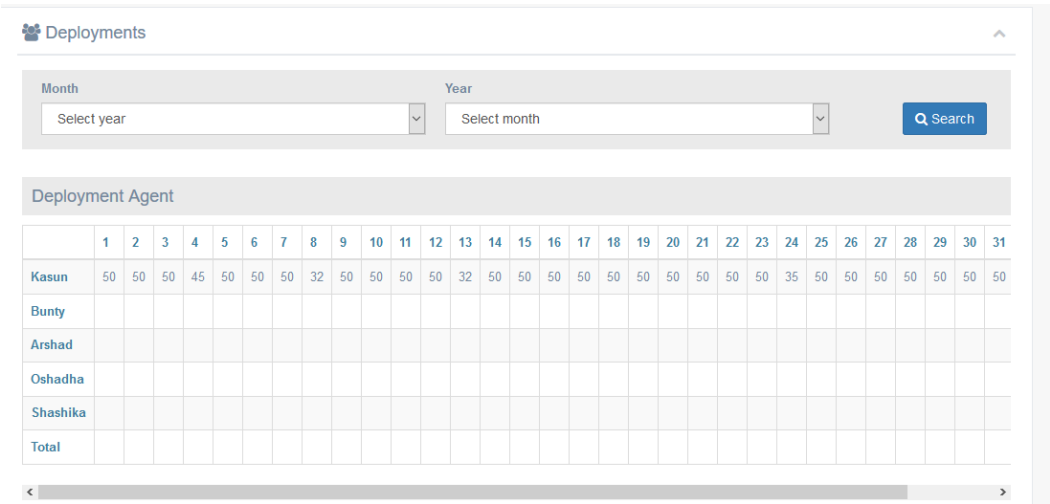 Deployments
Month Year
Select year Select month Search
Deployment Agent
1 2 3 4 5 6 7 8 9 10 11 12 13 14 15 16 17 18 19 20 21 22 23 24 25 26 27 28 29 30 31
Kasun 50 50 50 45 50 50 50 32 50 50 50 50 32 50 50 50 50 50 50 50 50 50 50 35 50 50 50 50 50 50 50
Bunty
Arshad
Oshadha
Shashika
Total